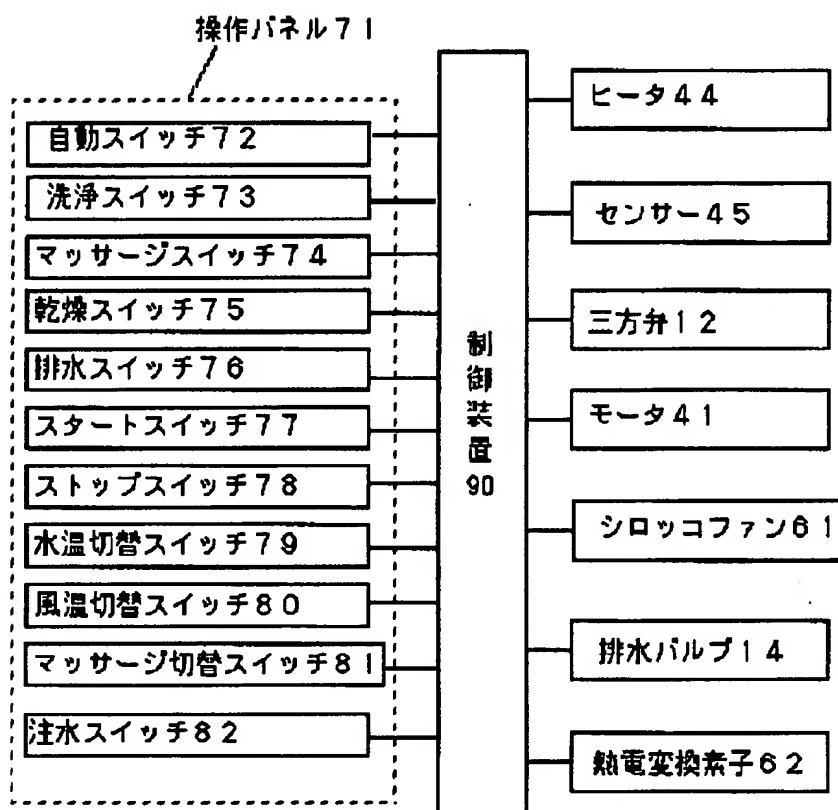 操作パネル７１
自動スイッチ７２
洗浄スイッチ７３
マッサージスイッチ７４
乾燥スイッチ７５
排水スイッチ７６
スタートスイッチ７７
ストップスイッチ７８
水温切替スイッチ７９
風温切替スイッチ８０
マッサージ切替スイッチ８１
注水スイッチ８２
制御装置90
ヒータ４４
センサー４５
三方弁１２
モータ４１
シロッコファン６１
排水バルブ１４
熱電変換素子６２